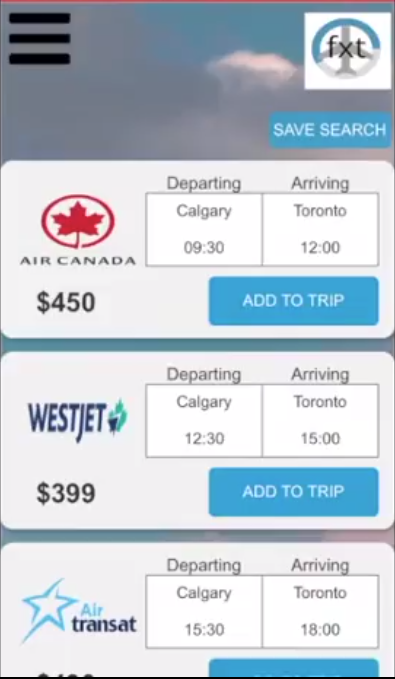 fxt
SAVE SEARCH
Departing Arriving
Calgary Toronto
09:30 12:00
AIR CANADA
$450
ADD TO TRIP
Departing Arriving
WESTJET
Calgary Toronto
12:30 15:00
$399
ADD TO TRIP
Departing Arriving
Calgary Toronto
Air
transat
15:30 18:00